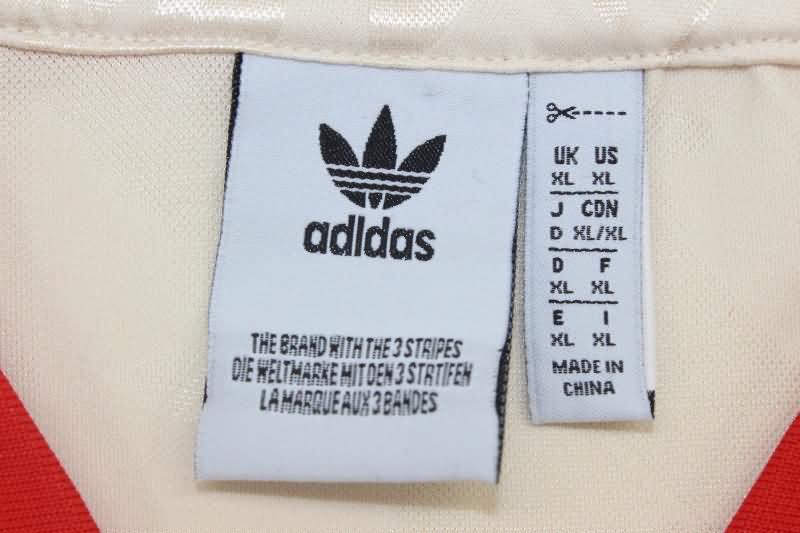 adidas
THE BRAND WITH THE 3 STRIPES
DIE WELTMARKE MIT DEN 3 STRTIFEN
LA MARQUE AUX 3 BANDES
UK US
XL XL
J CDN
D XL/XL
D F
XL XL
E I
XL XL
MADE IN
CHINA